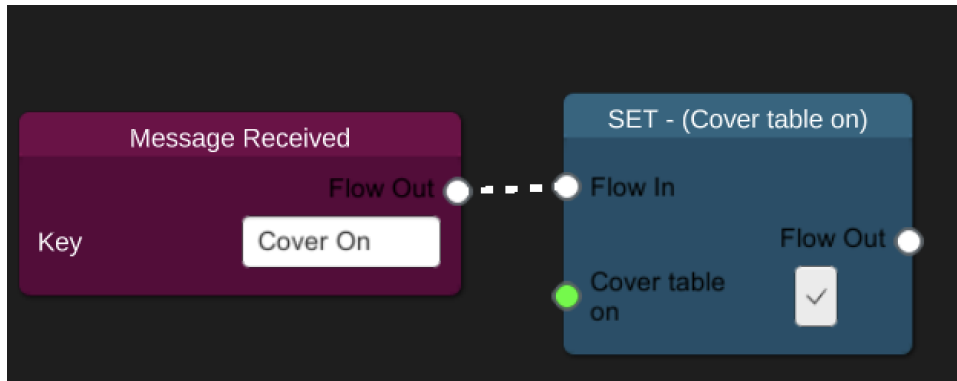 Message Received
Flow Out
Key
Cover On
SET - (Cover table on)
Flow In
Flow Out
Cover table
on